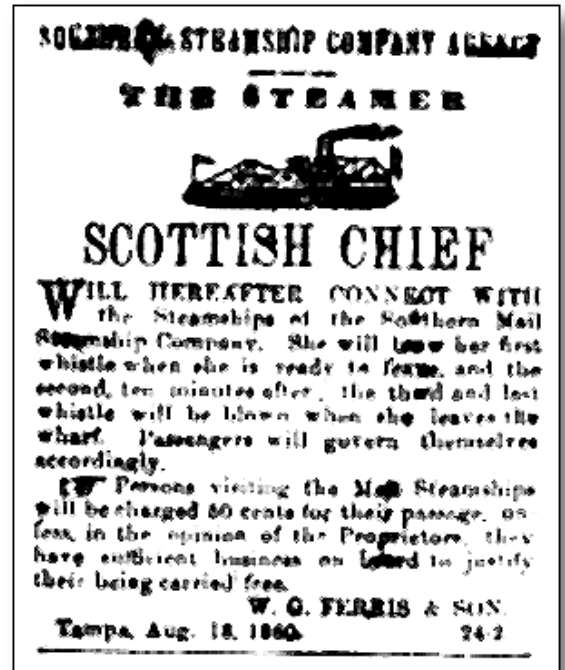 STEAMSHIP COMPANY AGENCY
THE STEAMER
SCOTTISH CHIEF
WILL HEREAFTER CONNECT WITH
the Steamships of the Southern Mail
Steamship Company. She will her first
whistle when she is ready to leave, and the
second, ten minutes after, the third and last
whistle will be blown when she leaves the
wharf. Passengers will govern themselves
accordingly.
Persons visiting the Mail Steamships
will be charged 50 cents for their passage, un-
less, in the opinion of the Proprietors, they
have sufficient business on board to justify
their being carried free.
W. G. FERRIS & SON.
Tampa, Aug. 18, 1860. 24-2